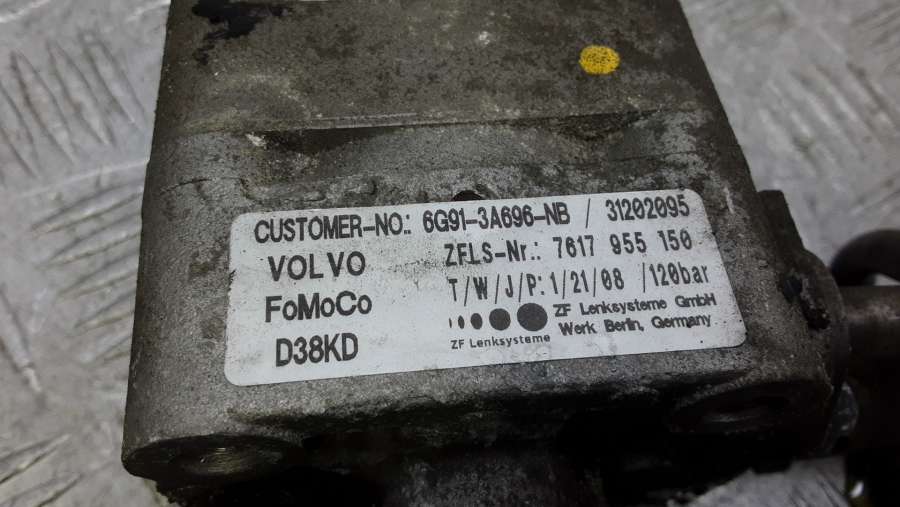 CUSTOMER-NO.: 6G91-3A696-NB / 31202095
VOLVO ZFLS-Nr.: 7617 955 150
FoMoCo T/W/J/P: 1/21/08 /120bar
D38KD ZF Lenksysteme ZF Lenksysteme GmbH
Werk Berlin, Germany